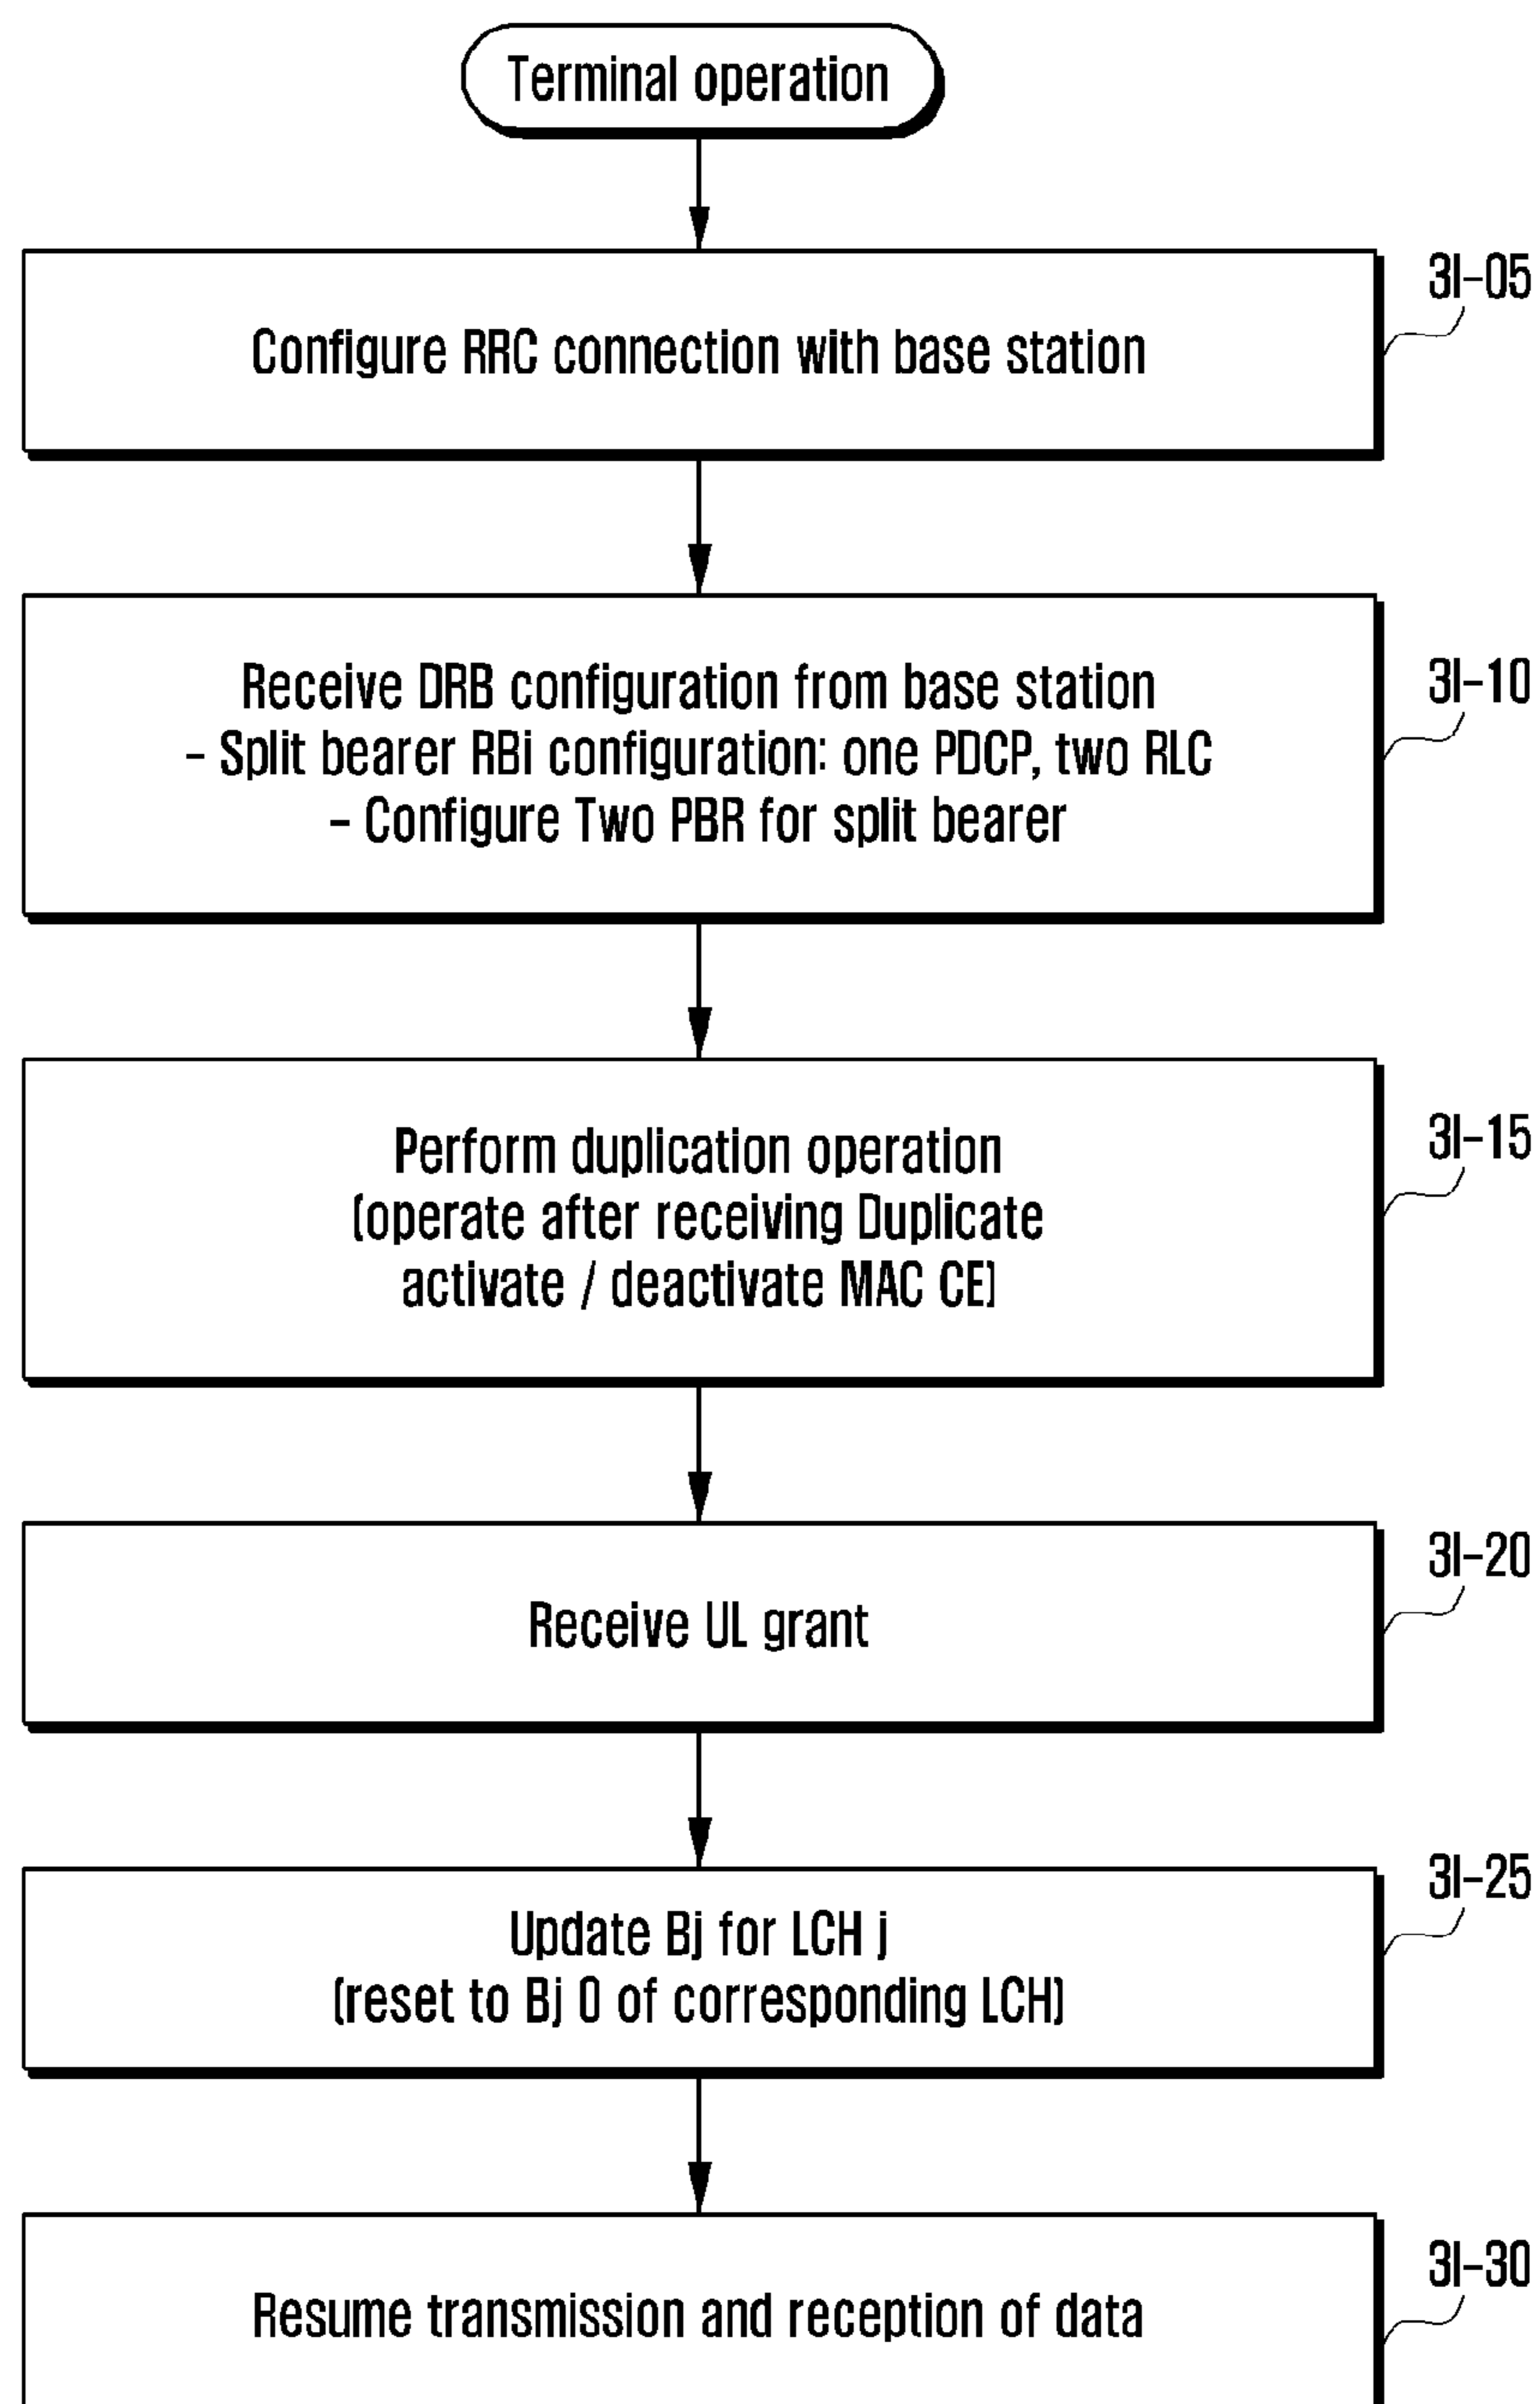 Terminal operation
3l-05
Configure RRC connection with base station
3l-10
Receive DRB configuration from base station
- Split bearer RBi configuration: one PDCP, two RLC
- Configure Two PBR for split bearer
3l-15
Perform duplication operation
(operate after receiving Duplicate
activate / deactivate MAC CE)
3l-20
Receive UL grant
3l-25
Update Bj for LCH j
(reset to Bj 0 of corresponding LCH)
3l-30
Resume transmission and reception of data